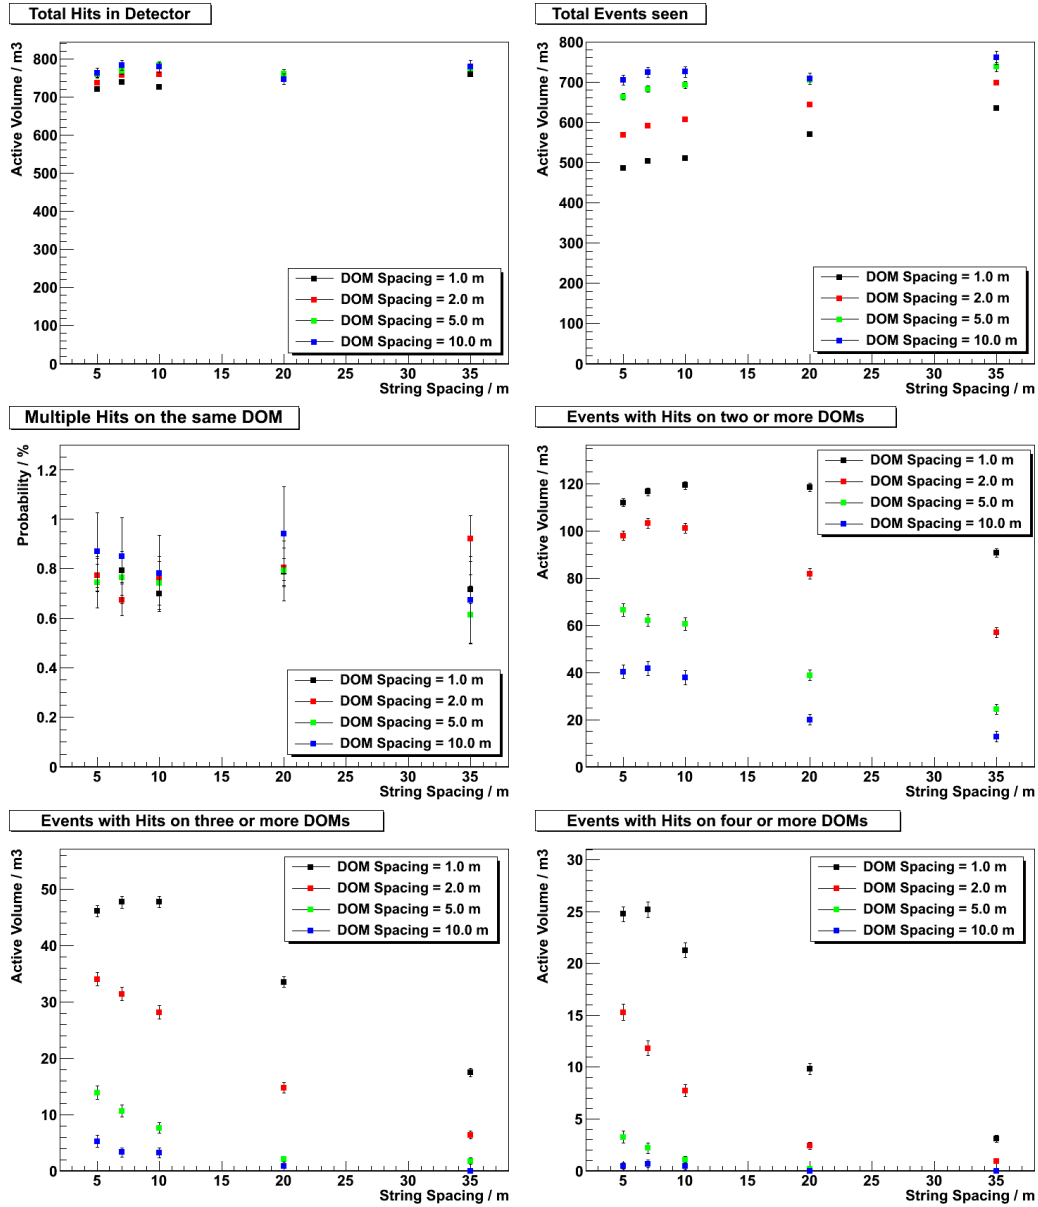 Total Hits in Detector
Active Volume / m3
800
700
600
500
400
300
200
100
0
5 10 15 20 25 30 35
String Spacing / m
DOM Spacing = 1.0 m
DOM Spacing = 2.0 m
DOM Spacing = 5.0 m
DOM Spacing = 10.0 m
Total Events seen
Active Volume / m3
800
700
600
500
400
300
200
100
0
5 10 15 20 25 30 35
String Spacing / m
DOM Spacing = 1.0 m
DOM Spacing = 2.0 m
DOM Spacing = 5.0 m
DOM Spacing = 10.0 m
Multiple Hits on the same DOM
Probability / %
1.2
1
0.8
0.6
0.4
0.2
0
5 10 15 20 25 30 35
String Spacing / m
DOM Spacing = 1.0 m
DOM Spacing = 2.0 m
DOM Spacing = 5.0 m
DOM Spacing = 10.0 m
Events with Hits on two or more DOMs
Active Volume / m3
120
100
80
60
40
20
0
5 10 15 20 25 30 35
String Spacing / m
DOM Spacing = 1.0 m
DOM Spacing = 2.0 m
DOM Spacing = 5.0 m
DOM Spacing = 10.0 m
Events with Hits on three or more DOMs
Active Volume / m3
50
40
30
20
10
0
5 10 15 20 25 30 35
String Spacing / m
DOM Spacing = 1.0 m
DOM Spacing = 2.0 m
DOM Spacing = 5.0 m
DOM Spacing = 10.0 m
Events with Hits on four or more DOMs
Active Volume / m3
30
25
20
15
10
5
0
5 10 15 20 25 30 35
String Spacing / m
DOM Spacing = 1.0 m
DOM Spacing = 2.0 m
DOM Spacing = 5.0 m
DOM Spacing = 10.0 m